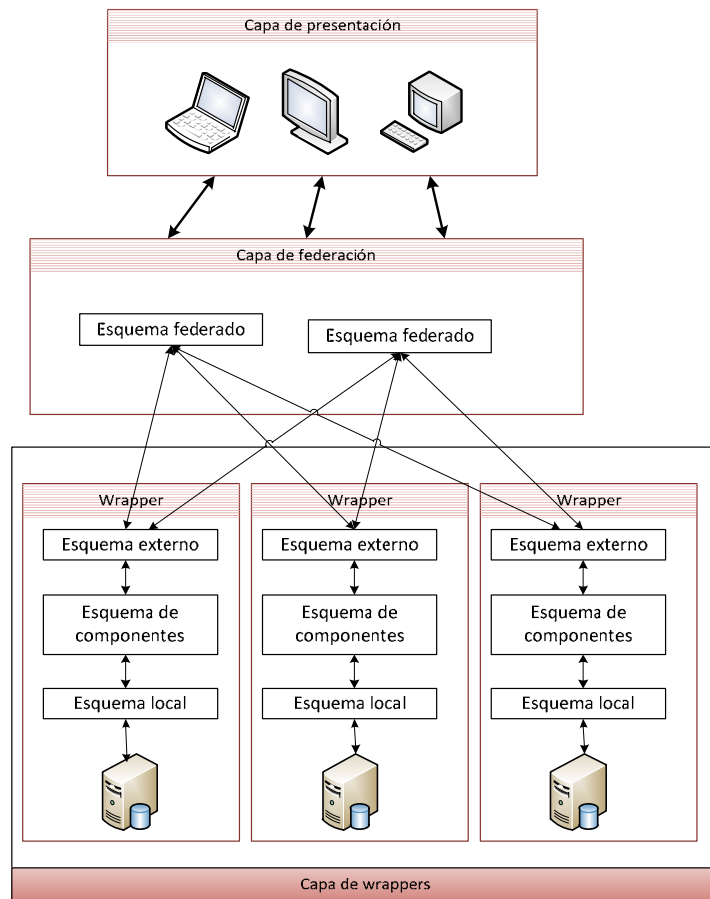 Capa de presentación
Capa de federación
Esquema federado
Esquema federado
Wrapper
Wrapper
Wrapper
Esquema externo
Esquema externo
Esquema externo
Esquema de
componentes
Esquema de
componentes
Esquema de
componentes
Esquema local
Esquema local
Esquema local
Capa de wrappers